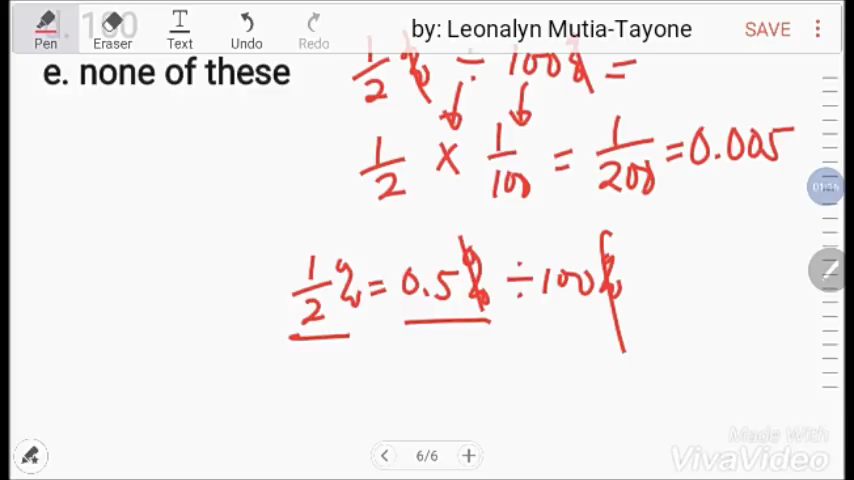 Pen Eraser Text Undo Redo by: Leonalyn Mutia-Tayone SAVE
d. 100
e. none of these
1/2 % ÷ 100% =
1/2 × 1/100 = 1/200 = 0.005
1/2 % = 0.5% ÷ 100%
6/6
Made With
VivaVideo